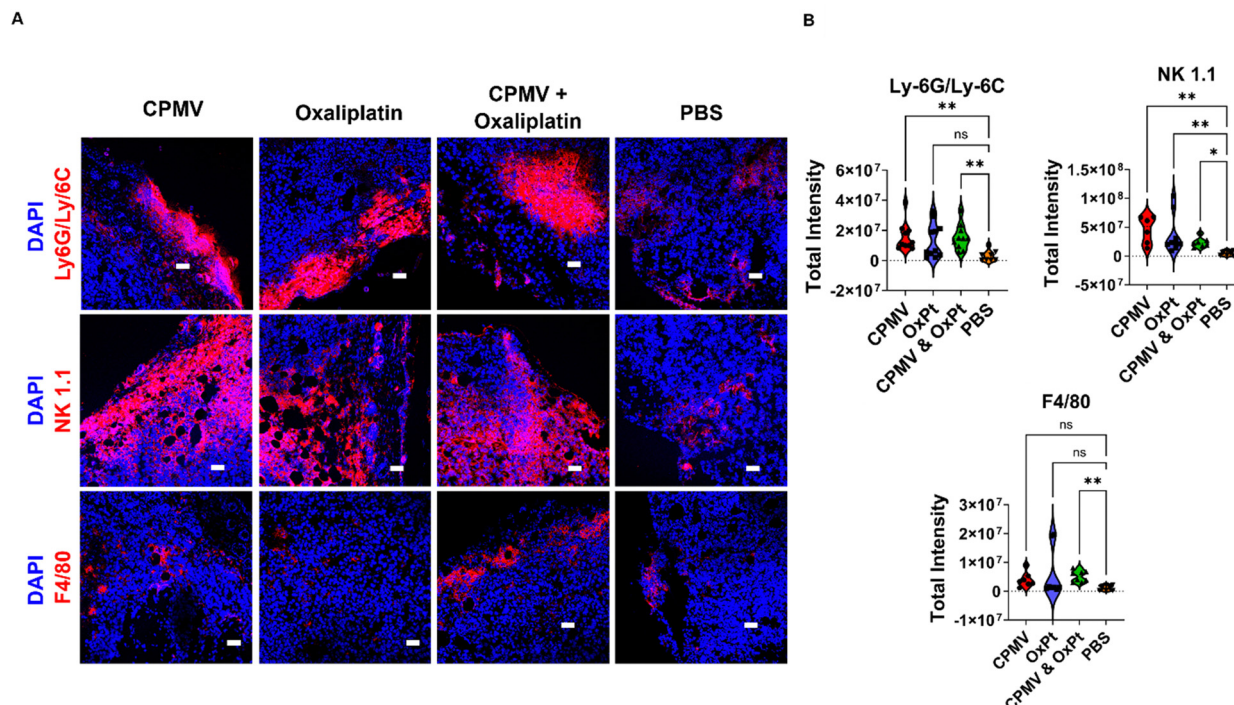 A
CPMV
Oxaliplatin
CPMV +
Oxaliplatin
PBS
DAPI
Ly6G/Ly/6C
DAPI
NK 1.1
DAPI
F4/80
B
Ly-6G/Ly-6C
**
ns
**
Total Intensity
6×10⁷
4×10⁷
2×10⁷
0
-2×10⁷
CPMV
OxPt
CPMV & OxPt
PBS
NK 1.1
**
**
*
Total Intensity
1.5×10⁸
1×10⁸
5×10⁷
0
-5×10⁷
CPMV
OxPt
CPMV & OxPt
PBS
F4/80
ns
ns
**
Total Intensity
3×10⁷
2×10⁷
1×10⁷
0
-1×10⁷
CPMV
OxPt
CPMV & OxPt
PBS